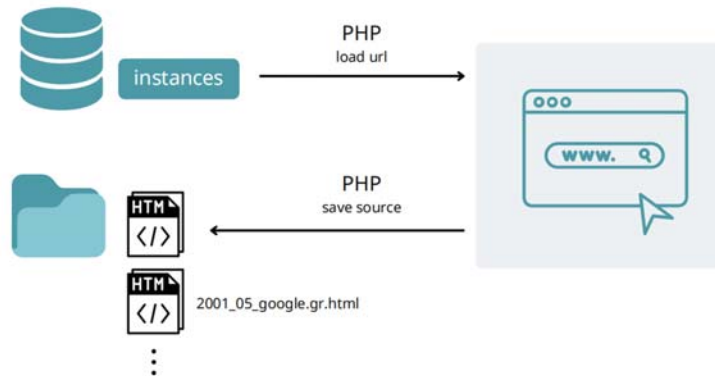 PHP
load url
instances
www.
PHP
save source
HTM
HTM
2001_05_google.gr.html